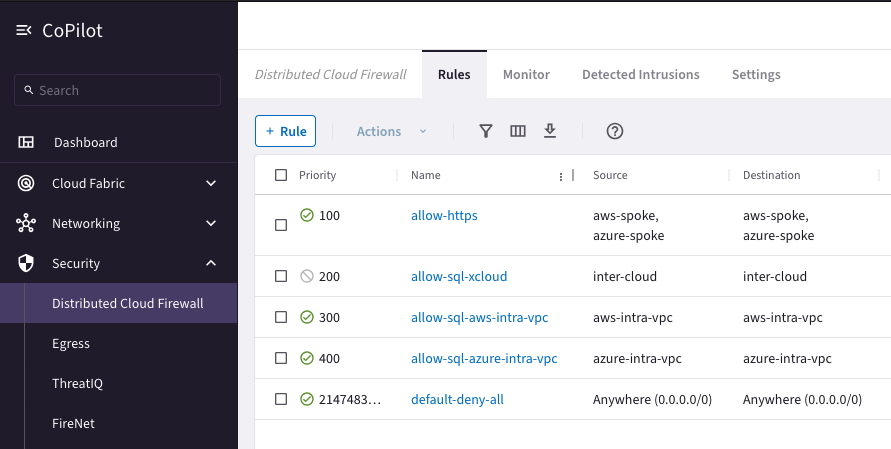 CoPilot
Search
Dashboard
Cloud Fabric
Networking
Security
Distributed Cloud Firewall
Egress
ThreatIQ
FireNet
Distributed Cloud Firewall Rules Monitor Detected Intrusions Settings
+ Rule Actions
Priority Name Source Destination
100 allow-https aws-spoke, aws-spoke,
azure-spoke azure-spoke
200 allow-sql-xcloud inter-cloud inter-cloud
300 allow-sql-aws-intra-vpc aws-intra-vpc aws-intra-vpc
400 allow-sql-azure-intra-vpc azure-intra-vpc azure-intra-vpc
2147483… default-deny-all Anywhere (0.0.0.0/0) Anywhere (0.0.0.0/0)